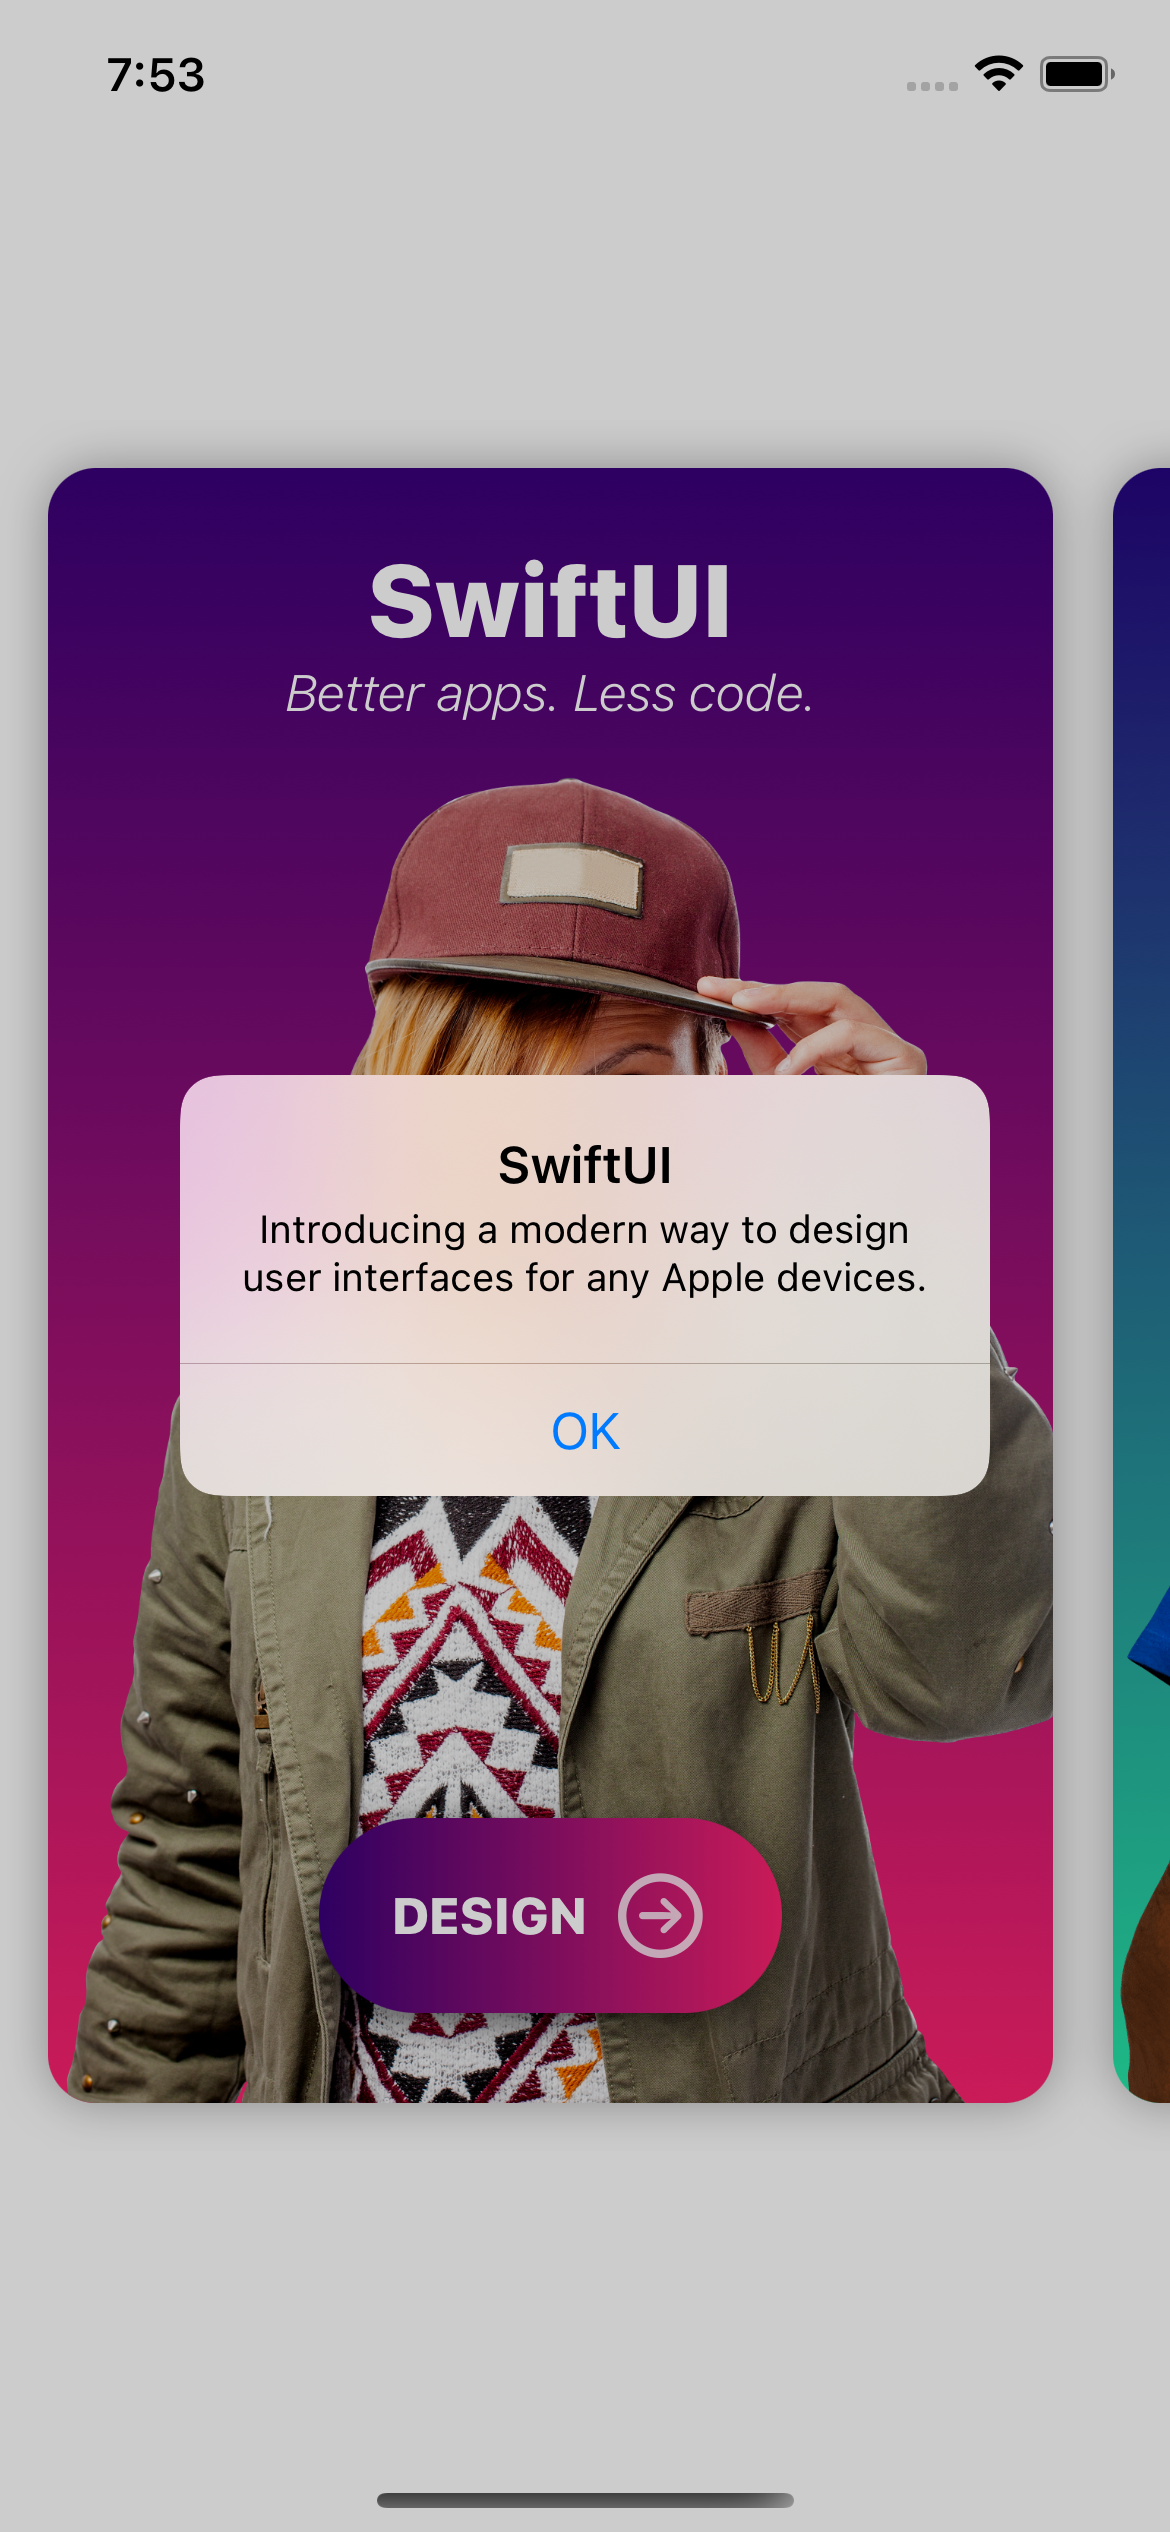 7:53
SwiftUI
Better apps. Less code.
SwiftUI
Introducing a modern way to design
user interfaces for any Apple devices.
OK
DESIGN